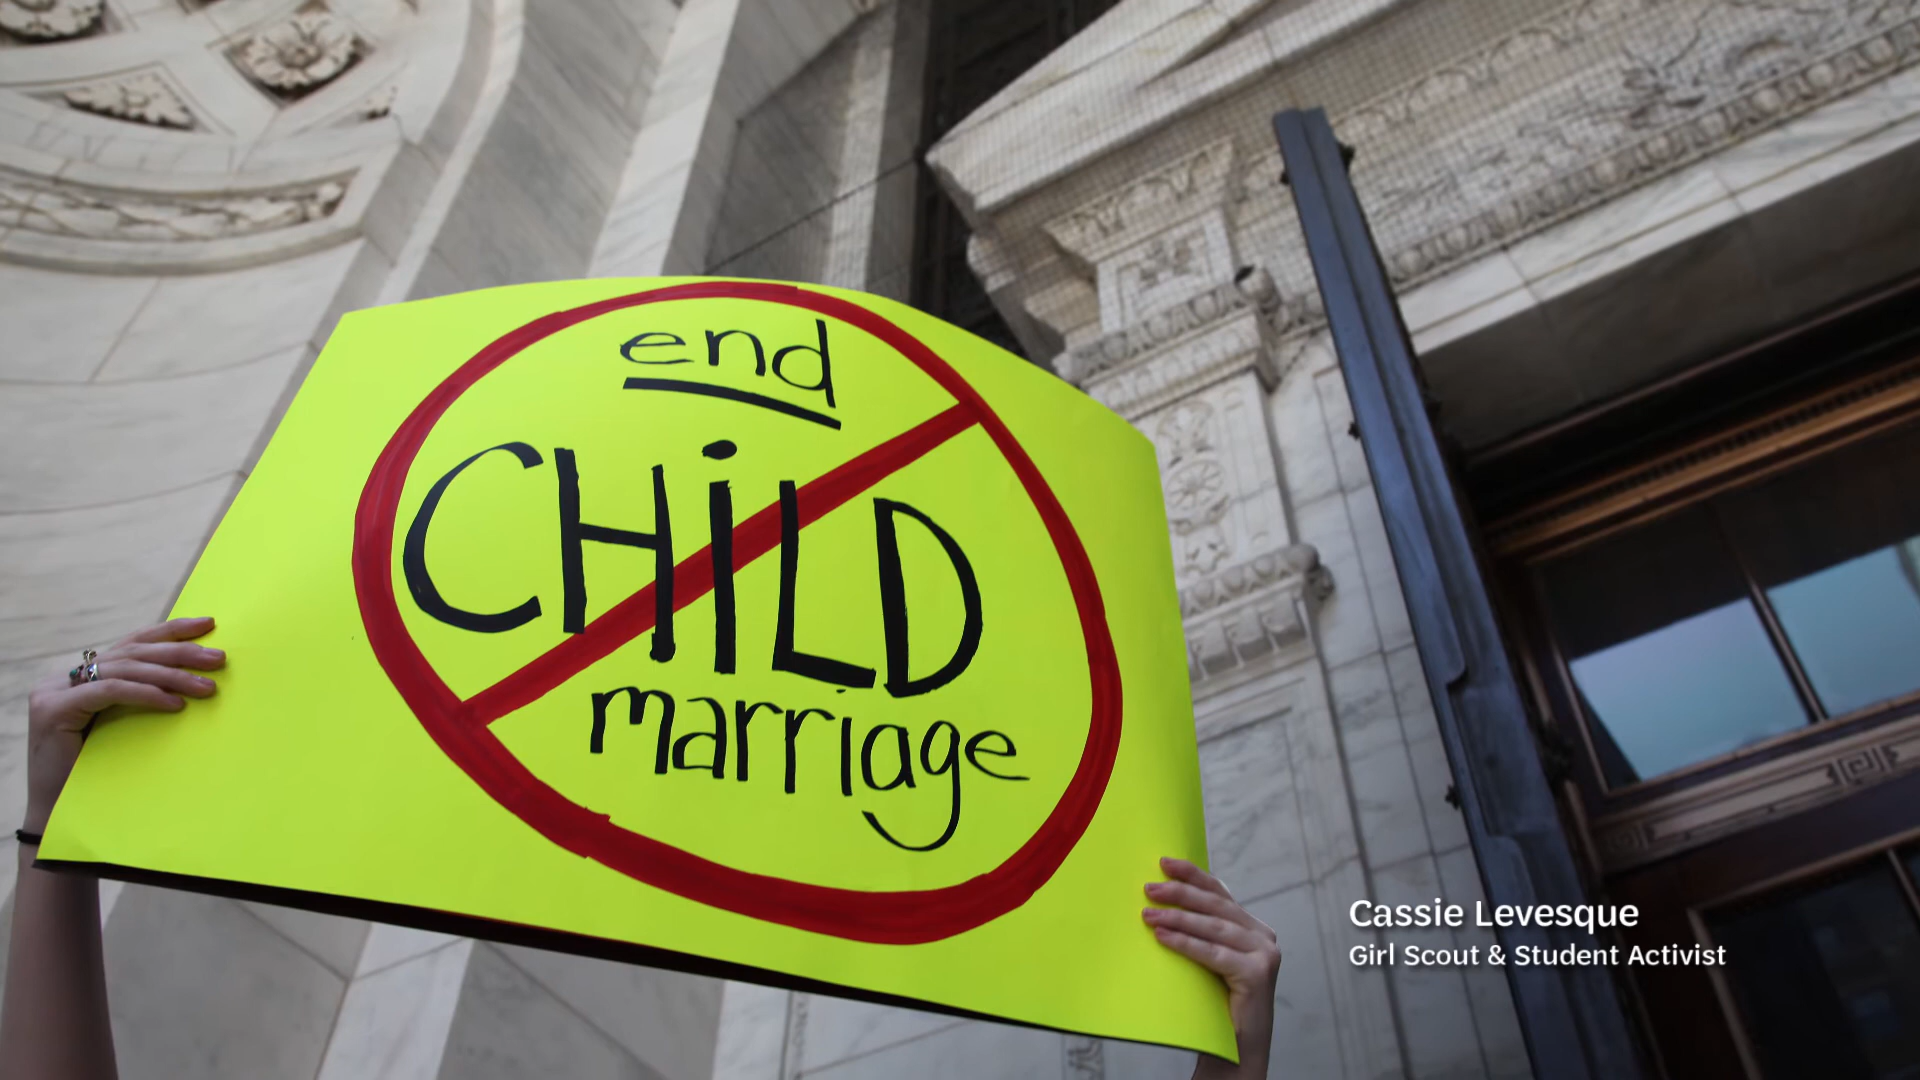 end
CHiLD
marriage
Cassie Levesque
Girl Scout & Student Activist